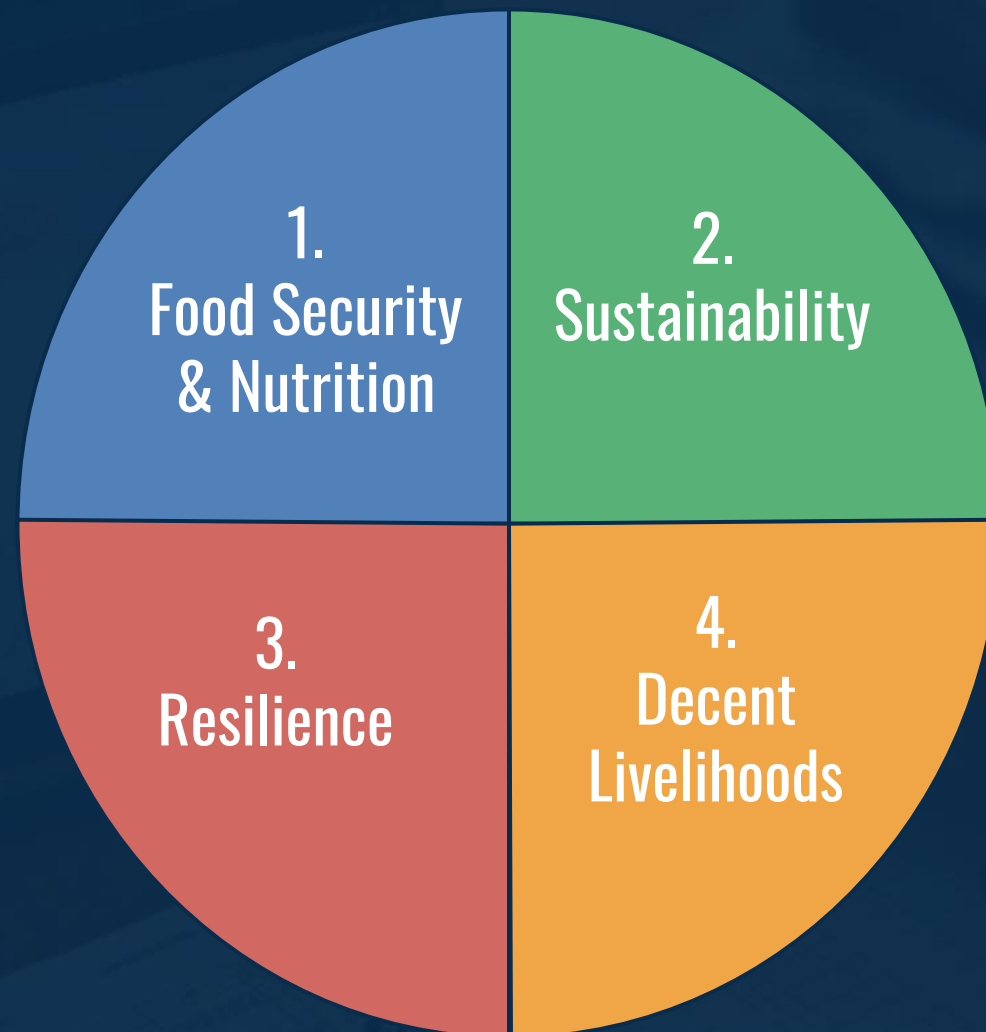 1.
Food Security
& Nutrition
2.
Sustainability
3.
Resilience
4.
Decent
Livelihoods